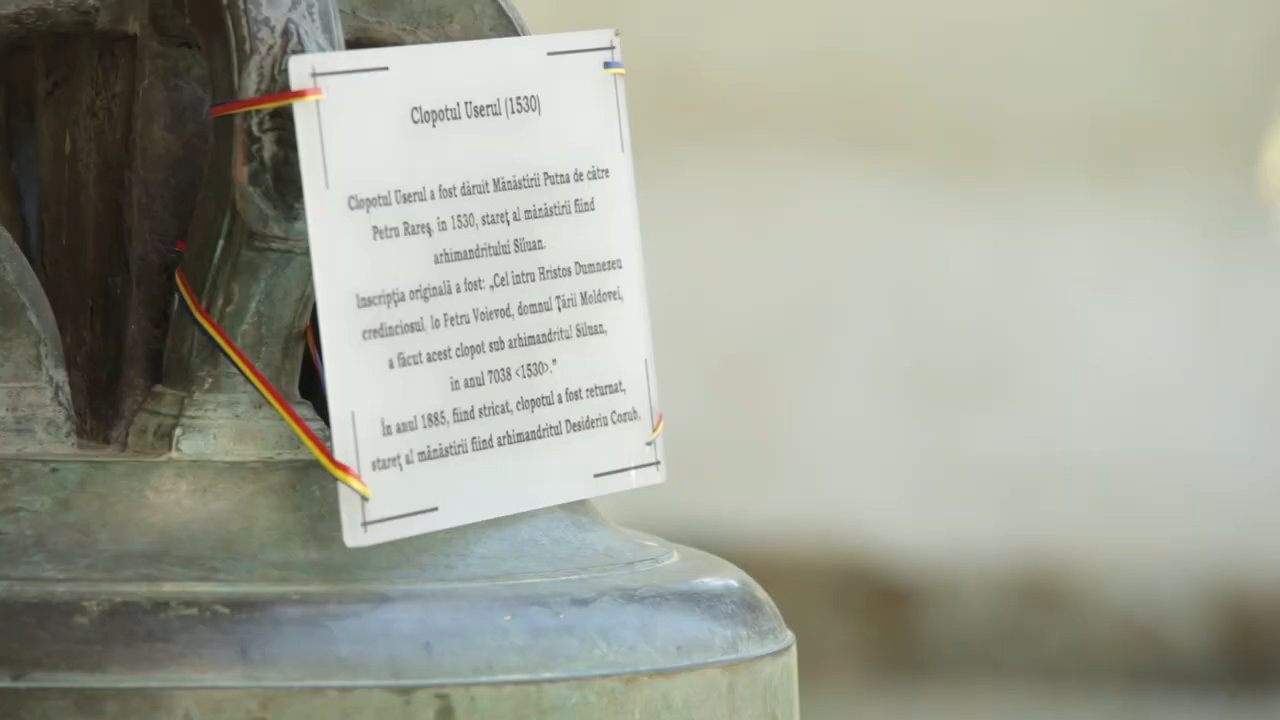 Clopotul Userul (1530)
Clopotul Userul a fost dăruit Mănăstirii Putna de către
Petru Rareş, în 1530, stareţ al mănăstirii fiind
arhimandritului Siluan.
Inscripţia originală a fost: „Cel intru Hristos Dumnezeu
credinciosul, Io Petru Voievod, domnul Ţării Moldovei,
a făcut acest clopot sub arhimandritul Siluan,
în anul 7038 <1530>.”
În anul 1885, fiind stricat, clopotul a fost returnat,
stareţ al mănăstirii fiind arhimandritul Desideriu